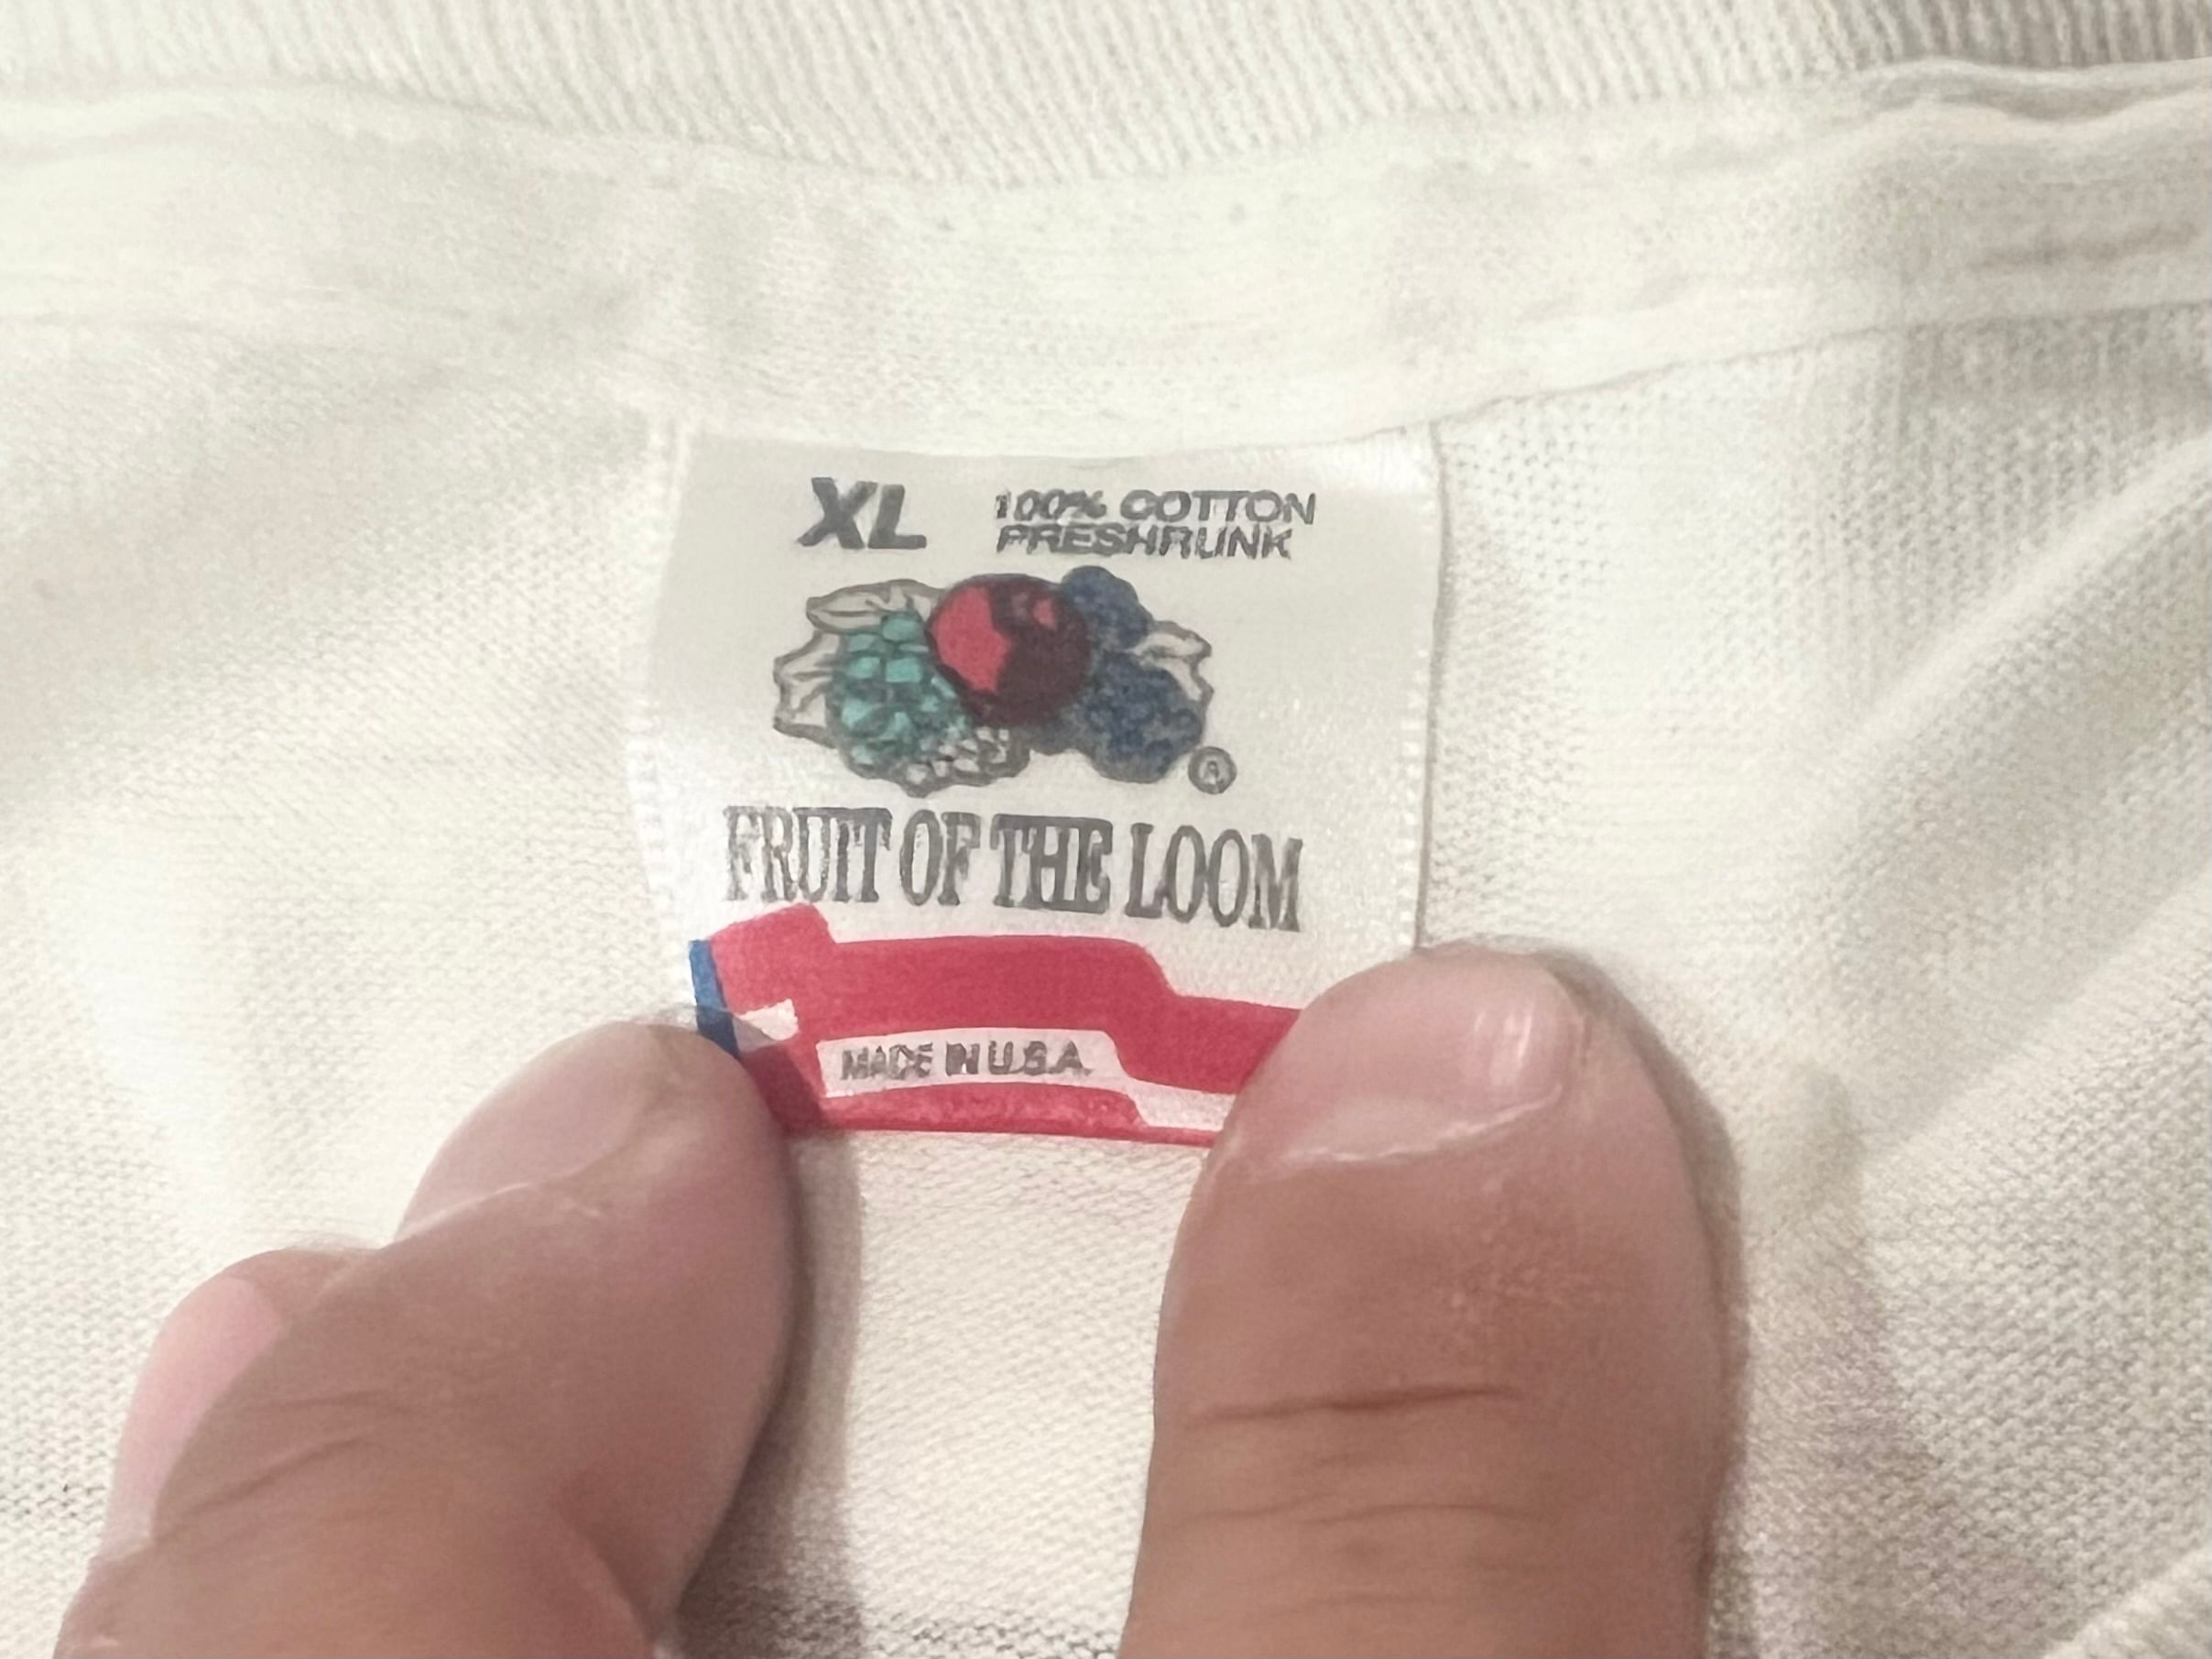 XL
100% COTTON
PRESHRUNK
®
FRUIT OF THE LOOM
MADE IN U.S.A.